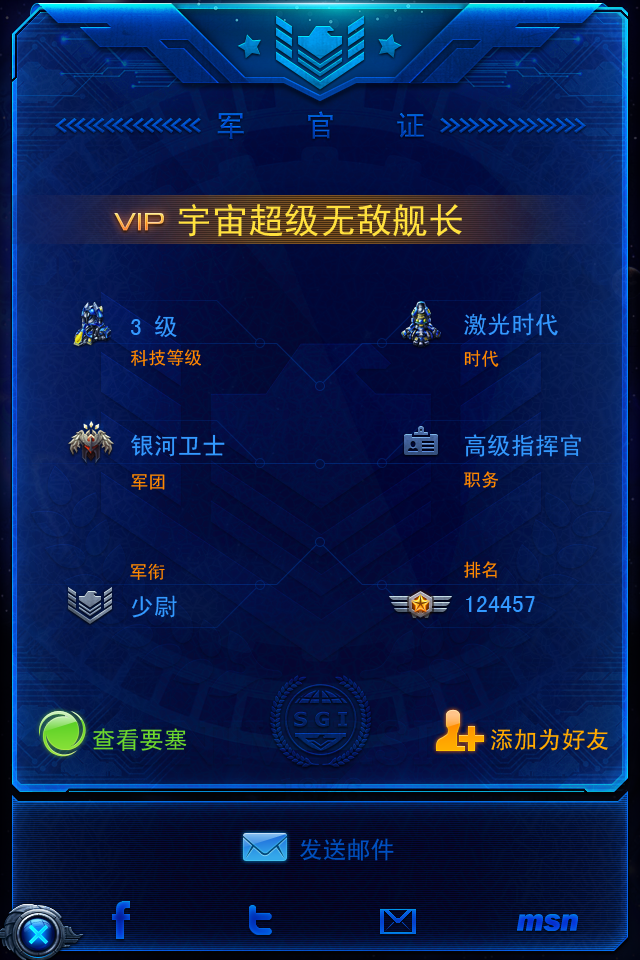 军 官 证
VIP 宇宙超级无敌舰长
3 级
科技等级
激光时代
时代
银河卫士
军团
高级指挥官
职务
军衔
少尉
排名
124457
SGI
查看要塞
添加为好友
发送邮件
f
t
msn